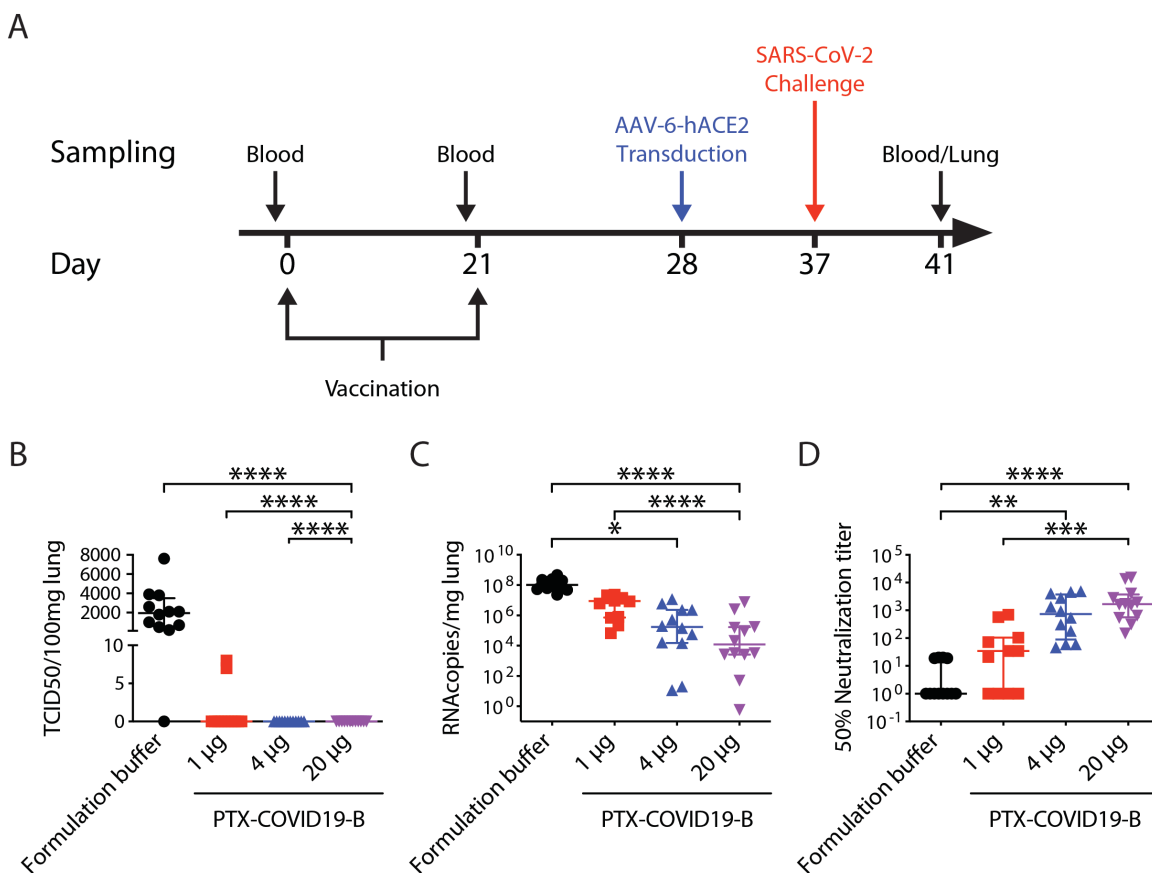 A
SARS-CoV-2
Challenge
AAV-6-hACE2
Transduction
Sampling
Blood
Blood
Blood/Lung
Day
0
21
28
37
41
Vaccination
B
****
****
****
TCID50/100mg lung
8000
6000
4000
2000
10
5
0
Formulation buffer
1 µg
4 µg
20 µg
PTX-COVID19-B
C
****
****
*
RNAcopies/mg lung
10^10
10^8
10^6
10^4
10^2
10^0
Formulation buffer
1 µg
4 µg
20 µg
PTX-COVID19-B
D
****
**
***
50% Neutralization titer
10^5
10^4
10^3
10^2
10^1
10^0
10^-1
Formulation buffer
1 µg
4 µg
20 µg
PTX-COVID19-B